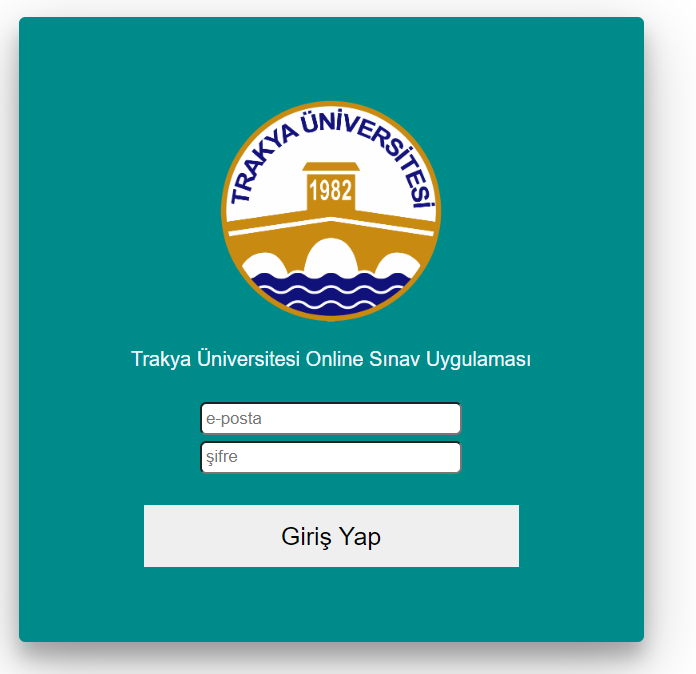 TRAKYA ÜNİVERSİTESİ
1982
Trakya Üniversitesi Online Sınav Uygulaması
e-posta
şifre
Giriş Yap